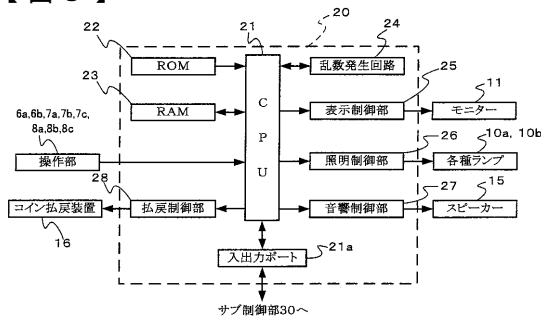 20
21
22
24
ROM
乱数発生回路
23
25
11
RAM
C
P
U
表示制御部
モニター
6a,6b,7a,7b,7c,
8a,8b,8c
26
10a, 10b
操作部
照明制御部
各種ランプ
28
27
15
コイン払戻装置
払戻制御部
音響制御部
スピーカー
16
入出力ポート
21a
サブ制御部30へ